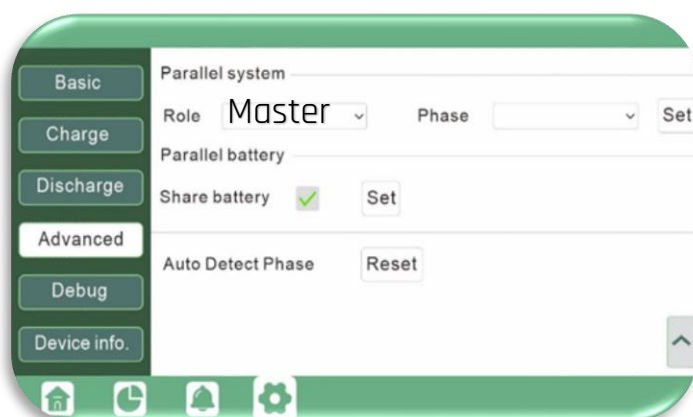 Basic
Charge
Discharge
Advanced
Debug
Device info.
Parallel system
Role Master Phase Set
Parallel battery
Share battery Set
Auto Detect Phase Reset